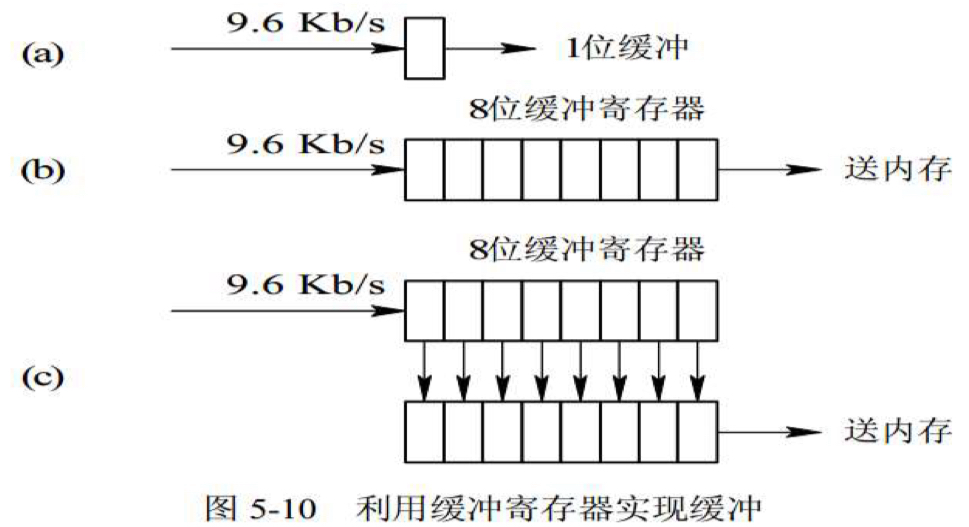 (a) 9.6 Kb/s 1位缓冲
8位缓冲寄存器
(b) 9.6 Kb/s 送内存
8位缓冲寄存器
9.6 Kb/s
(c)
送内存
图 5-10 利用缓冲寄存器实现缓冲